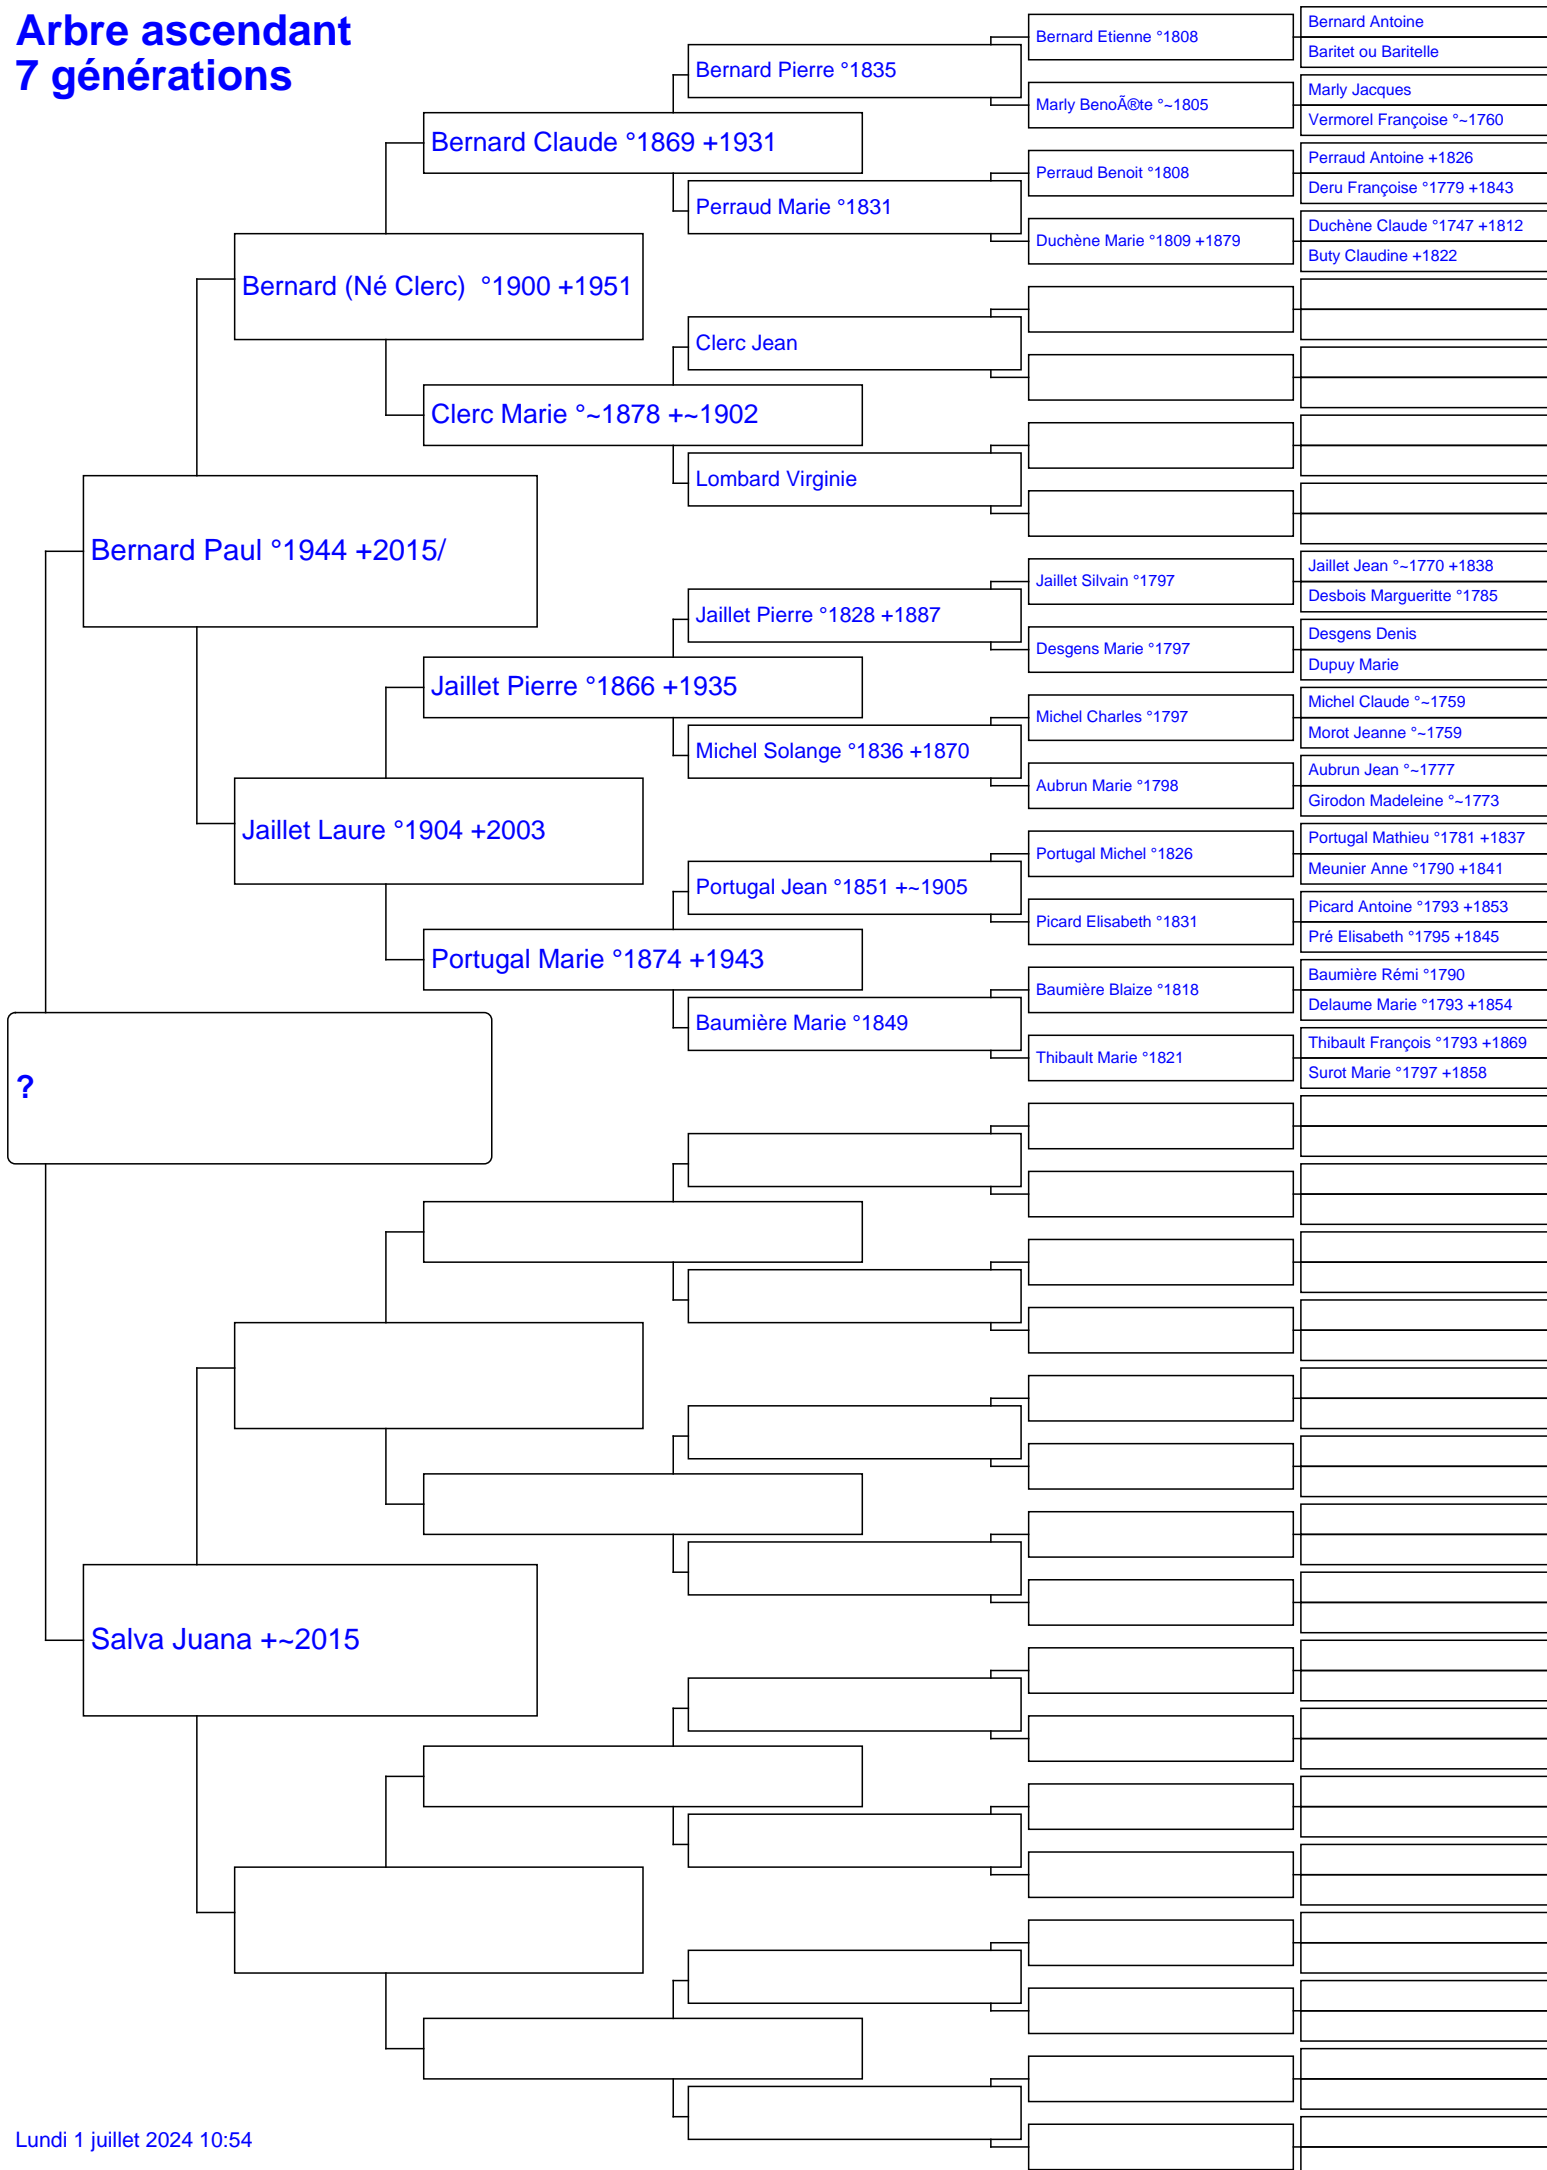 Arbre ascendant
7 générations
Bernard Antoine
Bernard Etienne °1808
Baritet ou Baritelle
Bernard Pierre °1835
Marly Jacques
Marly BenoÃ®te °~1805
Vermorel Françoise °~1760
Bernard Claude °1869 +1931
Perraud Antoine +1826
Perraud Benoit °1808
Deru Françoise °1779 +1843
Perraud Marie °1831
Duchène Claude °1747 +1812
Duchène Marie °1809 +1879
Buty Claudine +1822
Bernard (Né Clerc)  °1900 +1951
Clerc Jean
Clerc Marie °~1878 +~1902
Lombard Virginie
Bernard Paul °1944 +2015/
Jaillet Jean °~1770 +1838
Jaillet Silvain °1797
Desbois Margueritte °1785
Jaillet Pierre °1828 +1887
Desgens Denis
Desgens Marie °1797
Dupuy Marie
Jaillet Pierre °1866 +1935
Michel Claude °~1759
Michel Charles °1797
Morot Jeanne °~1759
Michel Solange °1836 +1870
Aubrun Jean °~1777
Aubrun Marie °1798
Girodon Madeleine °~1773
Jaillet Laure °1904 +2003
Portugal Mathieu °1781 +1837
Portugal Michel °1826
Meunier Anne °1790 +1841
Portugal Jean °1851 +~1905
Picard Antoine °1793 +1853
Picard Elisabeth °1831
Pré Elisabeth °1795 +1845
Portugal Marie °1874 +1943
Baumière Rémi °1790
Baumière Blaize °1818
Delaume Marie °1793 +1854
Baumière Marie °1849
Thibault François °1793 +1869
Thibault Marie °1821
Surot Marie °1797 +1858
?
Salva Juana +~2015
Lundi 1 juillet 2024 10:54